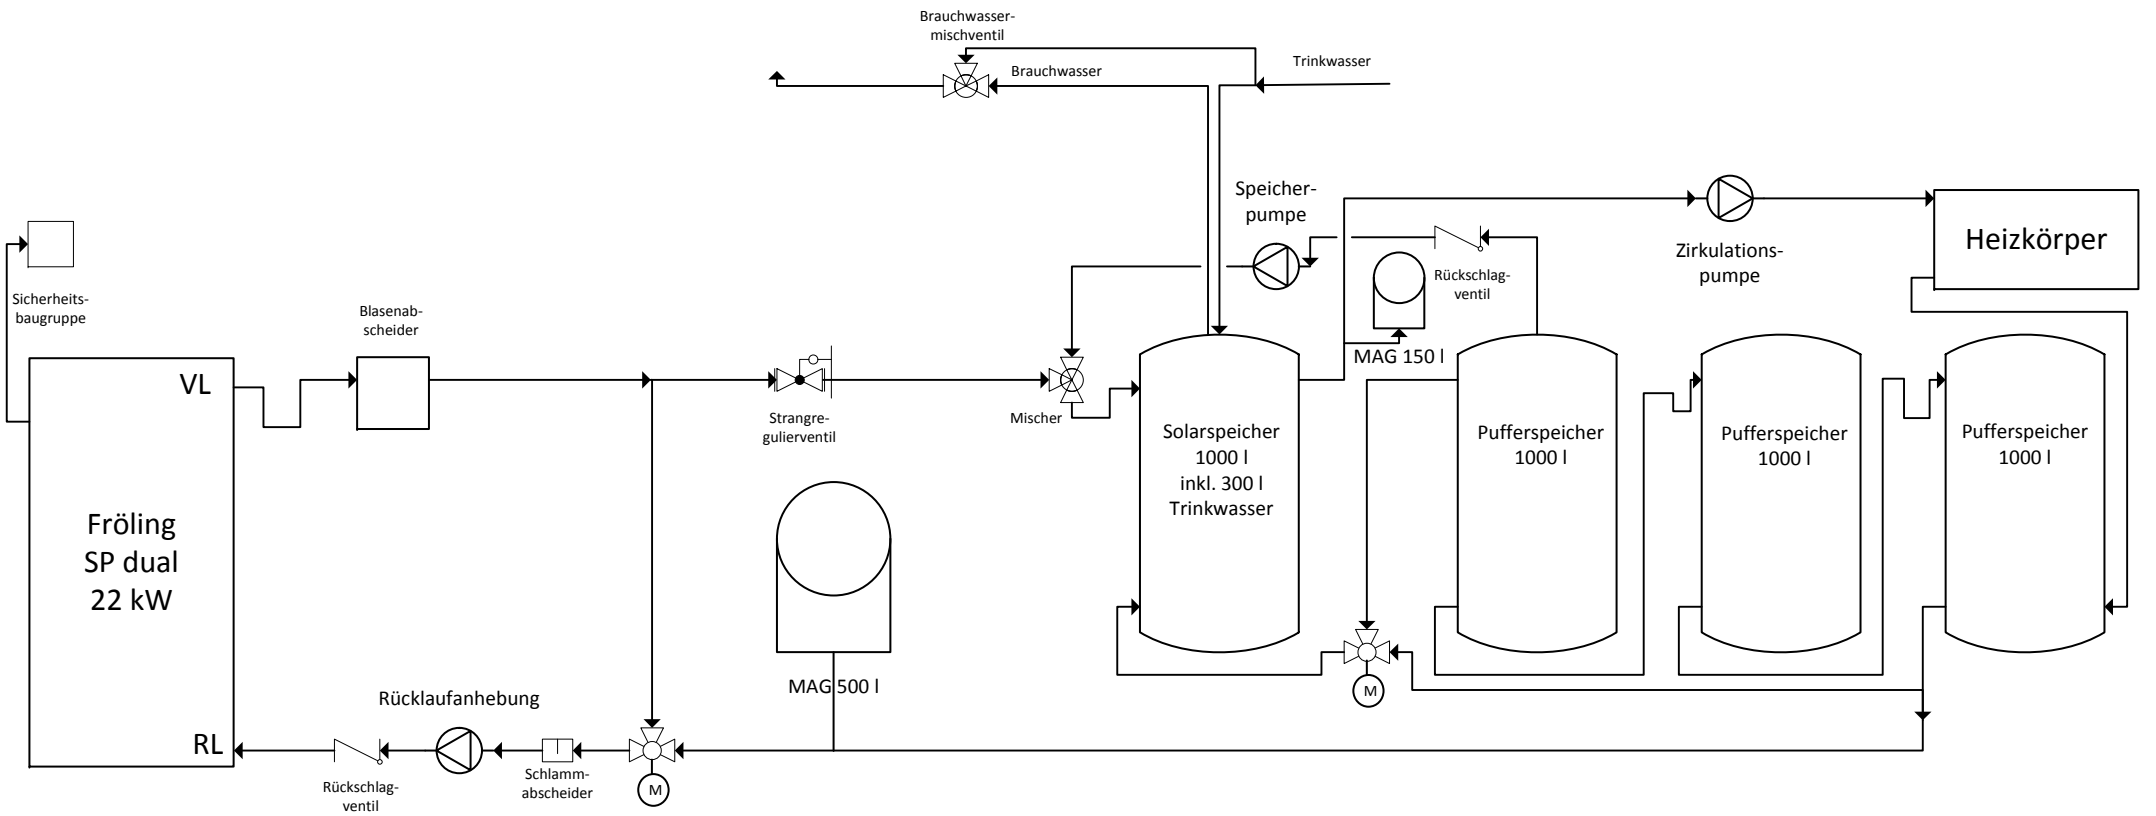 Brauchwasser-
mischventil
Brauchwasser
Trinkwasser
Speicher-
pumpe
Zirkulations-
pumpe
Heizkörper
Rückschlag-
ventil
MAG 150 l
Sicherheits-
baugruppe
Blasenab-
scheider
VL
Strangre-
gulierventil
Mischer
Solarspeicher
1000 l
inkl. 300 l
Trinkwasser
Pufferspeicher
1000 l
Pufferspeicher
1000 l
Pufferspeicher
1000 l
Fröling
SP dual
22 kW
MAG 500 l
M
Rücklaufanhebung
RL
Rückschlag-
ventil
Schlamm-
abscheider
M